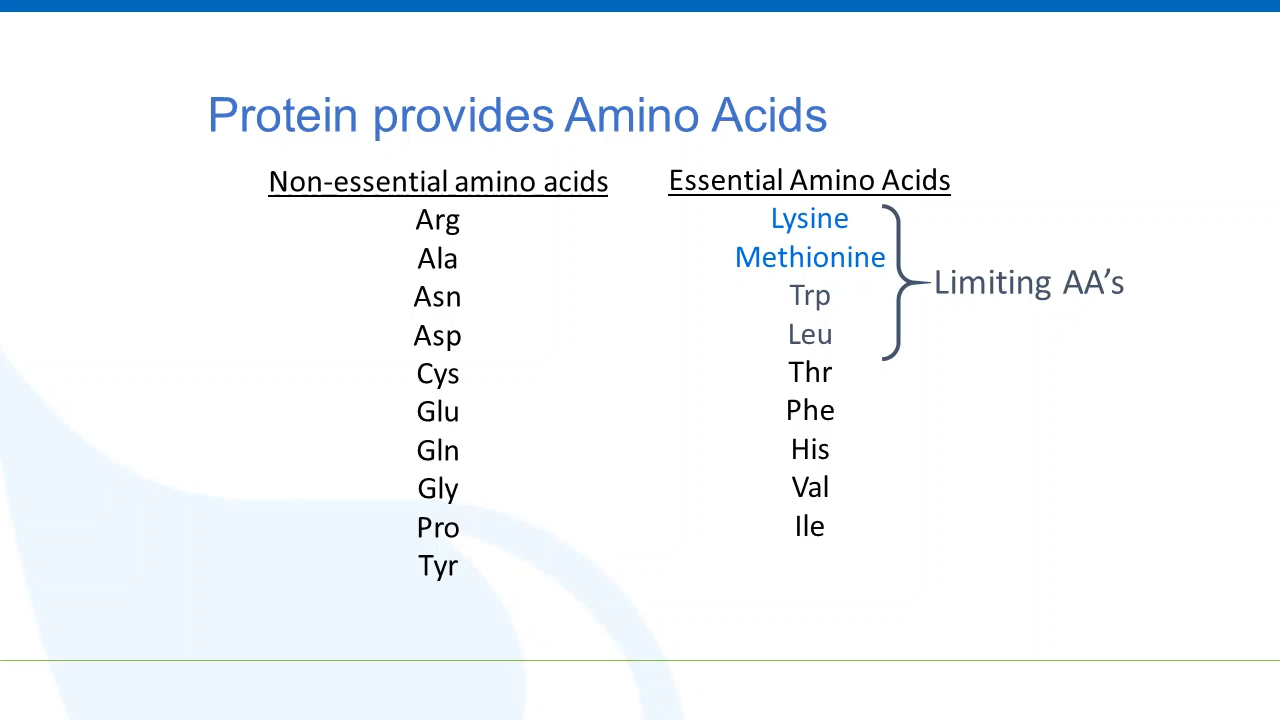 Protein provides Amino Acids
Non-essential amino acids
Arg
Ala
Asn
Asp
Cys
Glu
Gln
Gly
Pro
Tyr
Essential Amino Acids
Lysine
Methionine
Trp
Leu
Thr
Phe
His
Val
Ile
Limiting AA’s